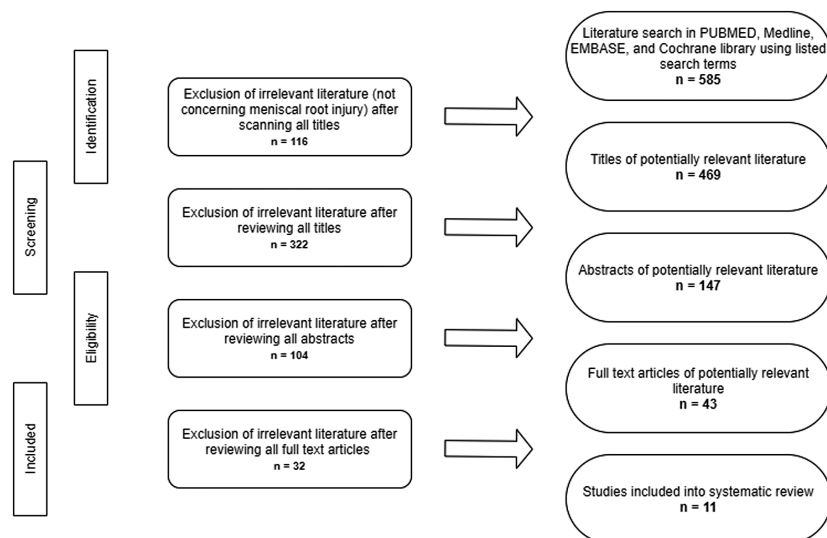 Identification
Screening
Eligibility
Included
Exclusion of irrelevant literature (not
concerning meniscal root injury) after
scanning all titles
n = 116
Exclusion of irrelevant literature after
reviewing all titles
n = 322
Exclusion of irrelevant literature after
reviewing all abstracts
n = 104
Exclusion of irrelevant literature after
reviewing all full text articles
n = 32
Literature search in PUBMED, Medline,
EMBASE, and Cochrane library using listed
search terms
n = 585
Titles of potentially relevant literature
n = 469
Abstracts of potentially relevant literature
n = 147
Full text articles of potentially relevant
literature
n = 43
Studies included into systematic review
n = 11